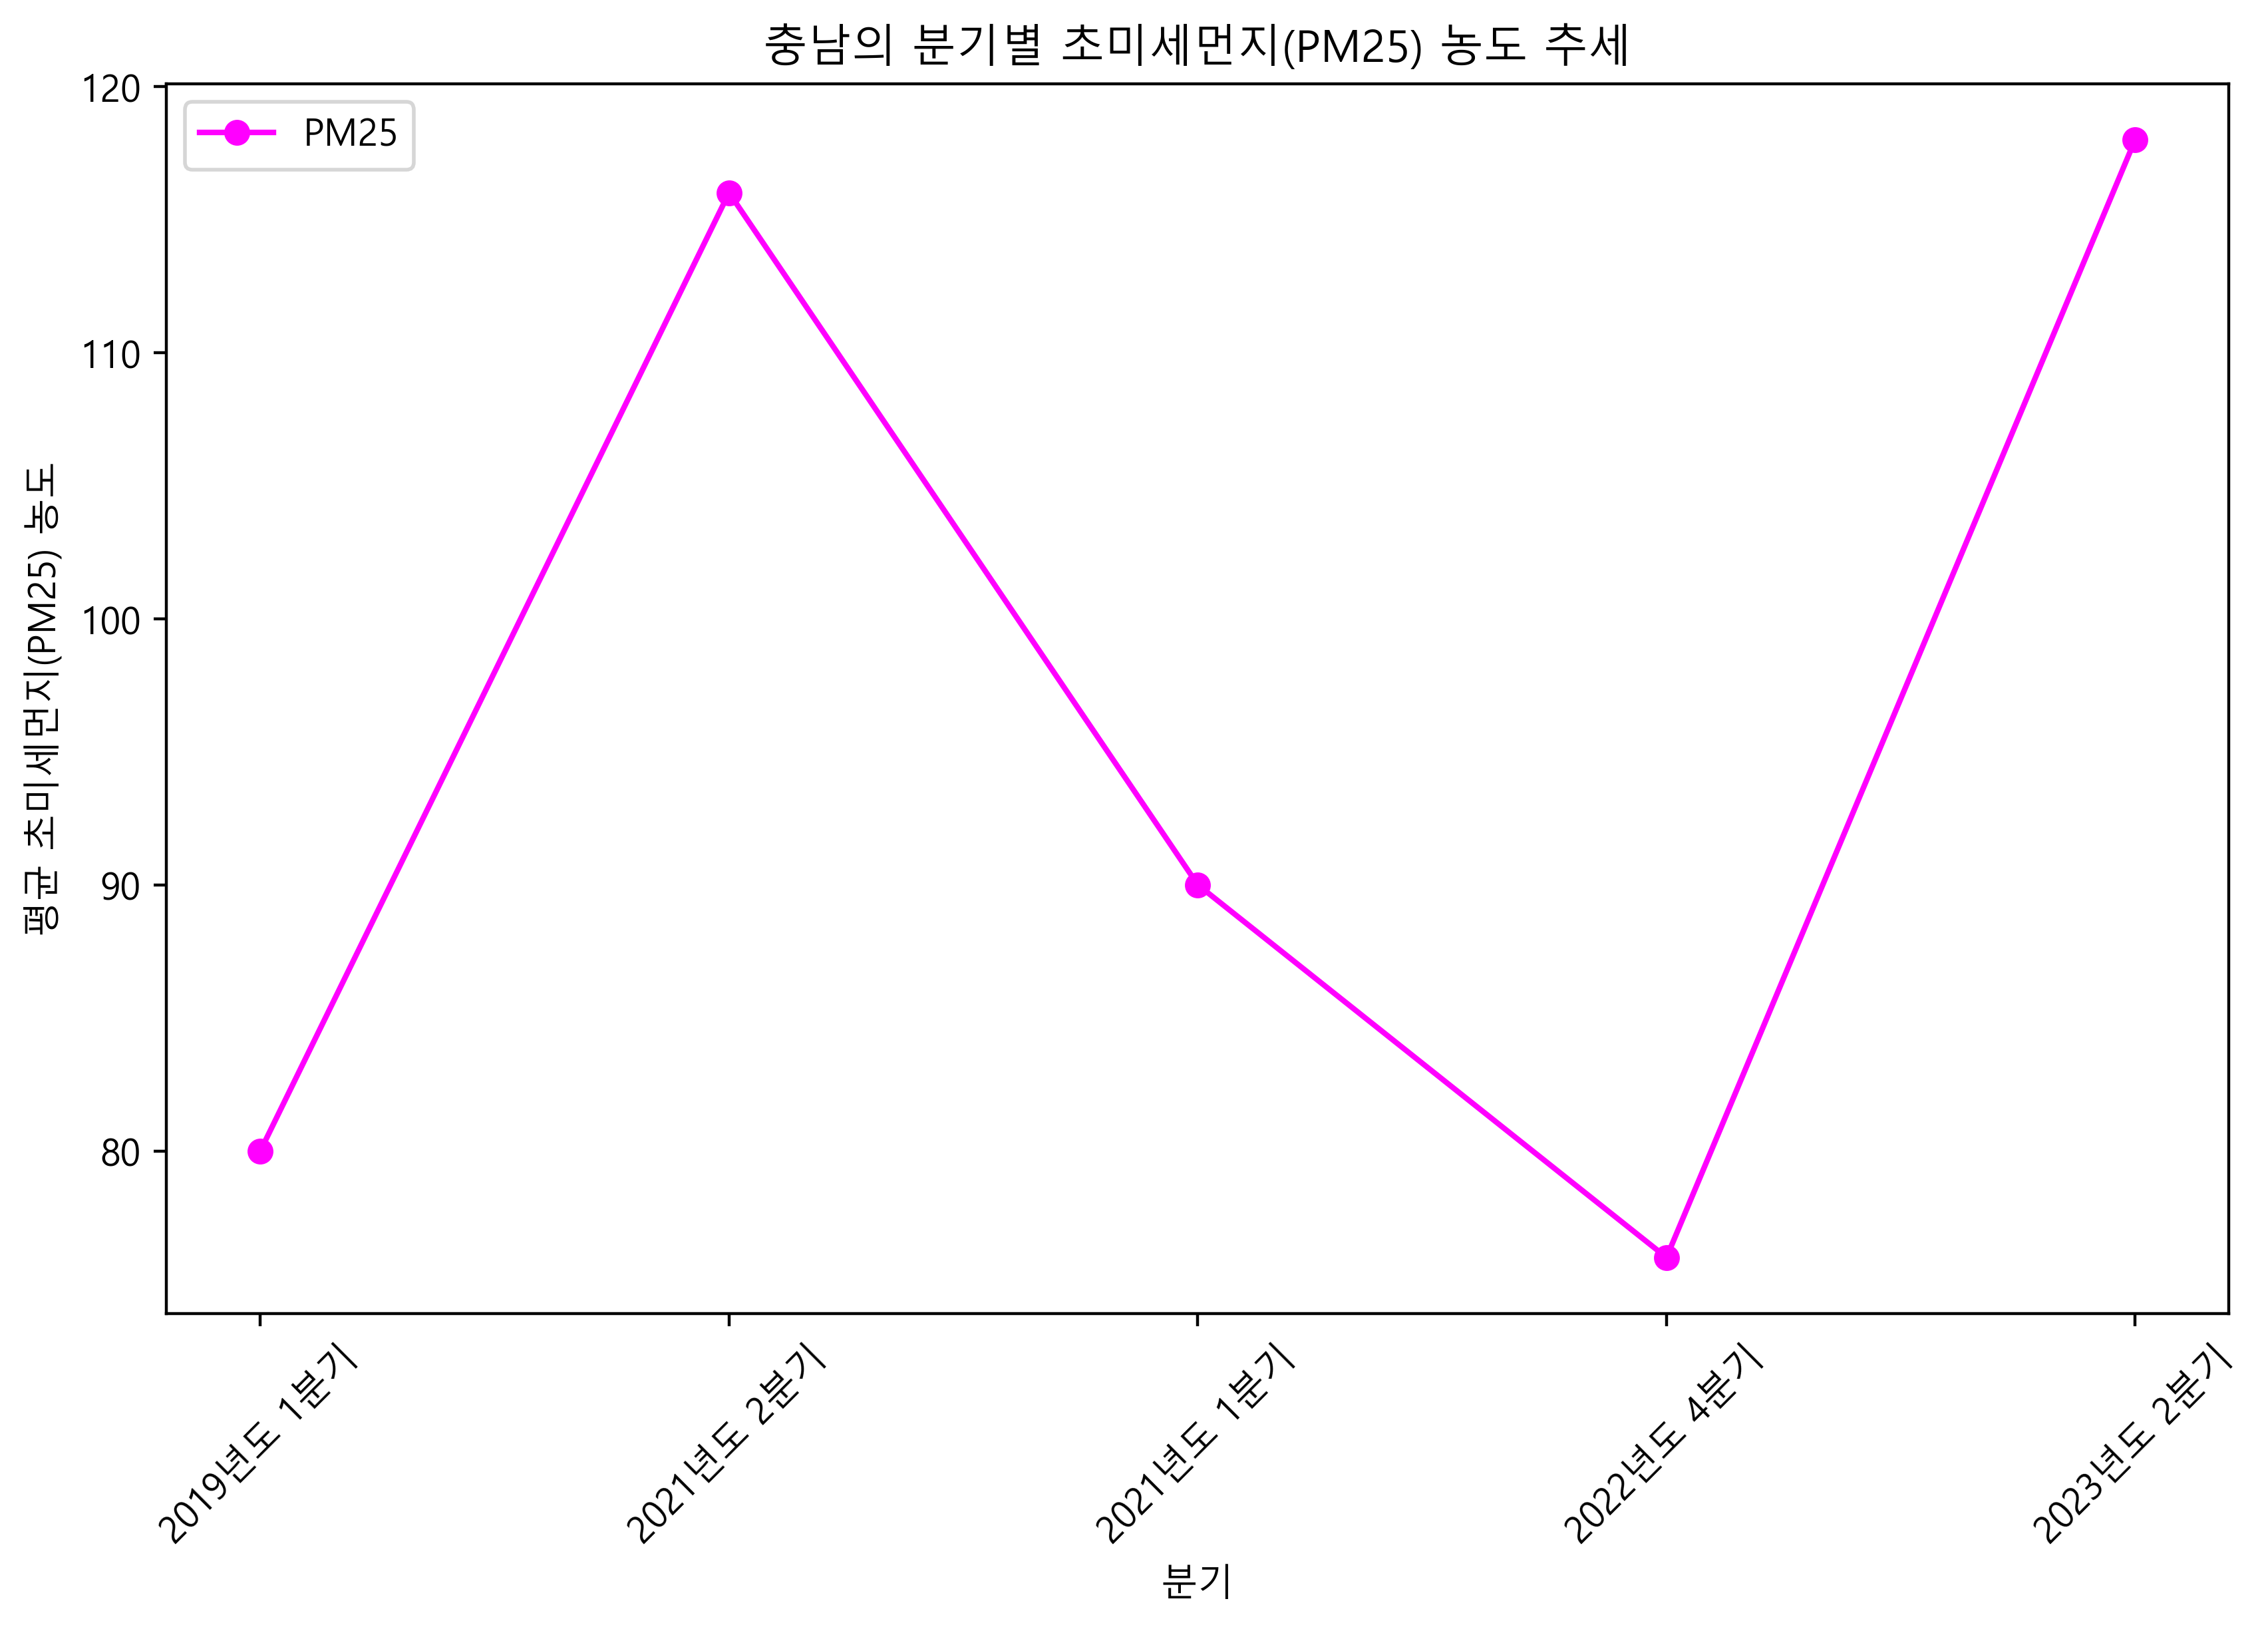 충남의 분기별 초미세먼지(PM25) 농도 추세
PM25
평균 초미세먼지(PM25) 농도
120
110
100
90
80
2019년도 1분기
2021년도 2분기
2021년도 1분기
2022년도 4분기
2023년도 2분기
분기